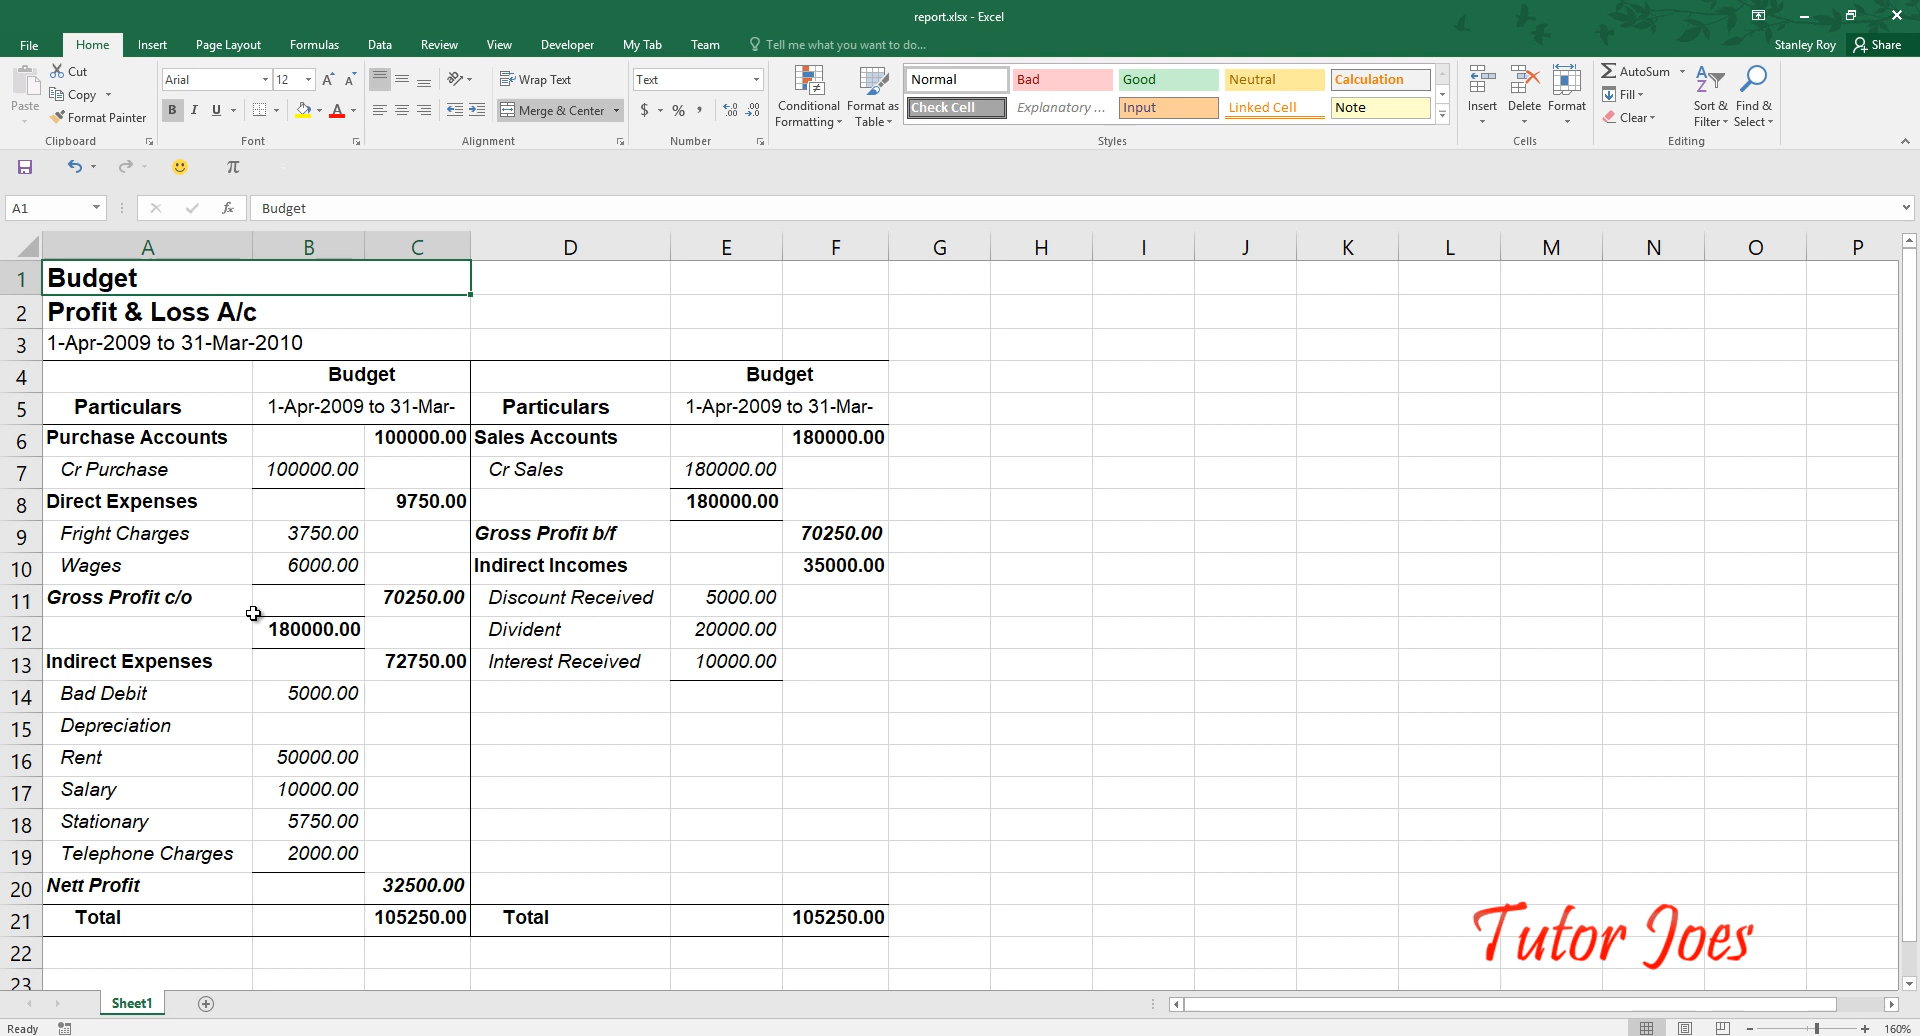 report.xlsx - Excel
File Home Insert Page Layout Formulas Data Review View Developer My Tab Team Tell me what you want to do... Stanley Roy Share
Paste Cut Copy Format Painter Clipboard
Arial 12 B I U A Font
Wrap Text Merge & Center Alignment
Text $ % , Number
Conditional Formatting Format as Table
Normal Bad Good Neutral Calculation
Check Cell Explanatory ... Input Linked Cell Note
Styles
Insert Delete Format Cells
AutoSum Fill Clear Sort & Filter Find & Select Editing
π
A1 fx Budget
A B C D E F G H I J K L M N O P
1 Budget
2 Profit & Loss A/c
3 1-Apr-2009 to 31-Mar-2010
4 Budget Budget
5 Particulars 1-Apr-2009 to 31-Mar- Particulars 1-Apr-2009 to 31-Mar-
6 Purchase Accounts 100000.00 Sales Accounts 180000.00
7 Cr Purchase 100000.00 Cr Sales 180000.00
8 Direct Expenses 9750.00 180000.00
9 Fright Charges 3750.00 Gross Profit b/f 70250.00
10 Wages 6000.00 Indirect Incomes 35000.00
11 Gross Profit c/o 70250.00 Discount Received 5000.00
12 180000.00 Divident 20000.00
13 Indirect Expenses 72750.00 Interest Received 10000.00
14 Bad Debit 5000.00
15 Depreciation
16 Rent 50000.00
17 Salary 10000.00
18 Stationary 5750.00
19 Telephone Charges 2000.00
20 Nett Profit 32500.00
21 Total 105250.00 Total 105250.00
22
23
Tutor Joes
Sheet1
Ready 160%